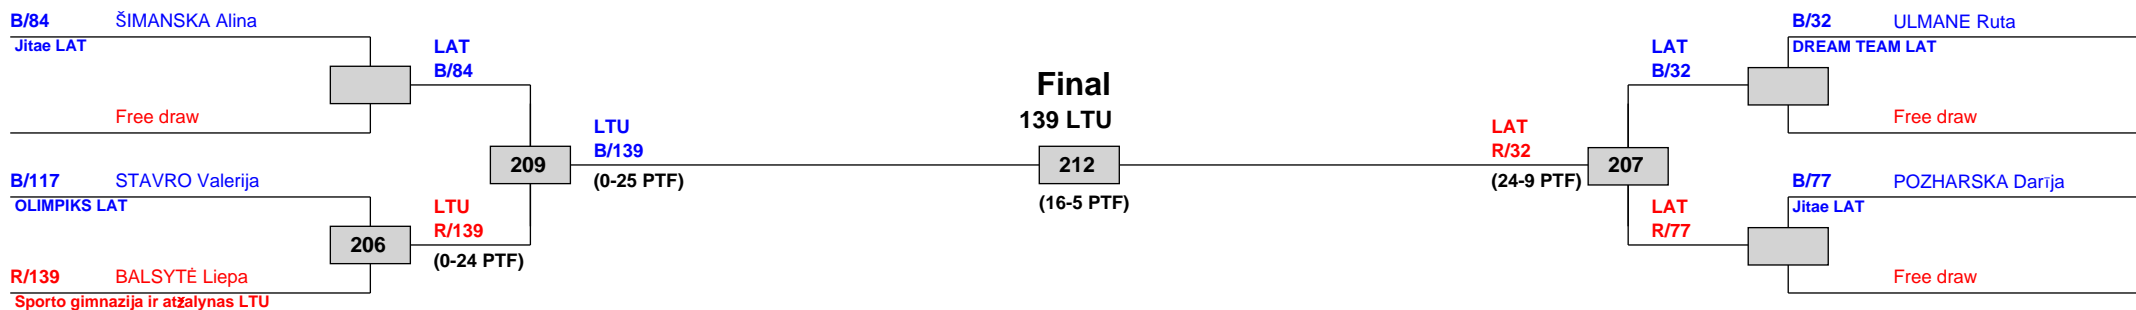 B/84 ŠIMANSKA Alina
Jitae LAT
Free draw
LAT
B/84
B/117 STAVRO Valerija
OLIMPIKS LAT
206
R/139 BALSYTĖ Liepa
Sporto gimnazija ir atžalynas LTU
LTU
R/139
(0-24 PTF)
209
LTU
B/139
(0-25 PTF)
Final
139 LTU
212
(16-5 PTF)
LAT
R/32
(24-9 PTF)
207
LAT
B/32
LAT
R/77
B/32 ULMANE Ruta
DREAM TEAM LAT
Free draw
B/77 POZHARSKA Darīja
Jitae LAT
Free draw